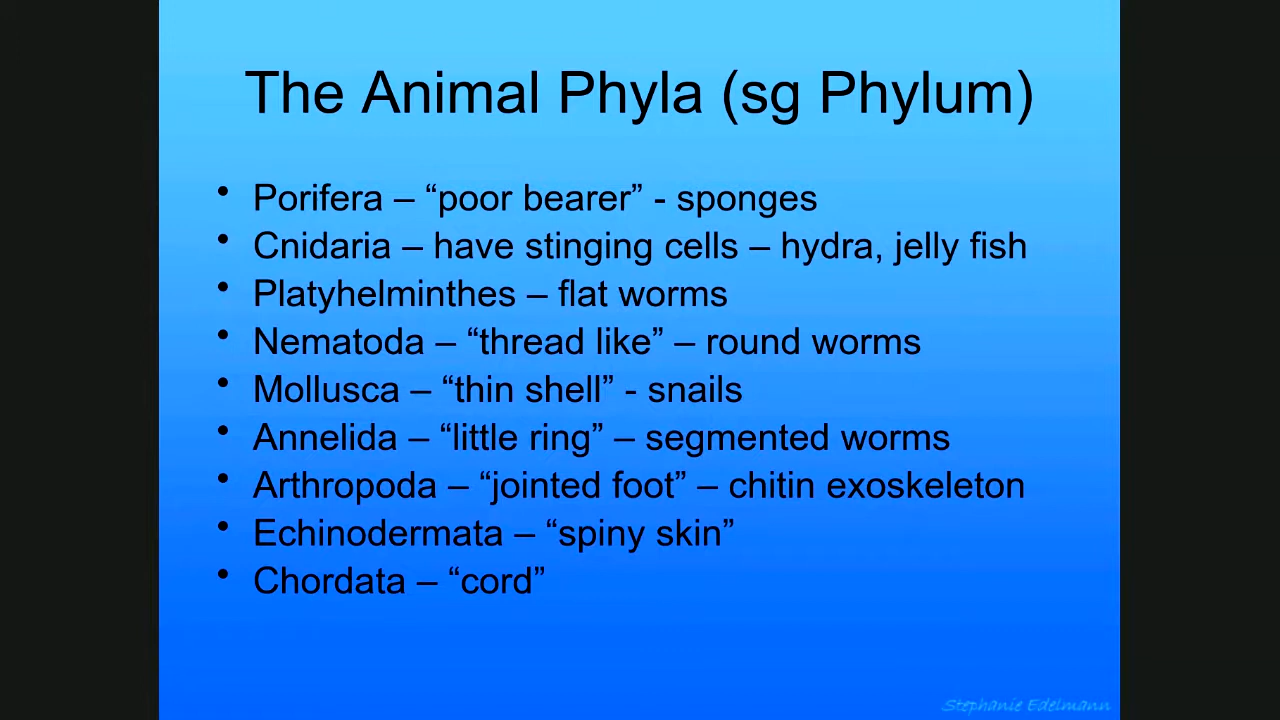 The Animal Phyla (sg Phylum)
• Porifera – “poor bearer” - sponges
• Cnidaria – have stinging cells – hydra, jelly fish
• Platyhelminthes – flat worms
• Nematoda – “thread like” – round worms
• Mollusca – “thin shell” - snails
• Annelida – “little ring” – segmented worms
• Arthropoda – “jointed foot” – chitin exoskeleton
• Echinodermata – “spiny skin”
• Chordata – “cord”
Stephanie Edelmann